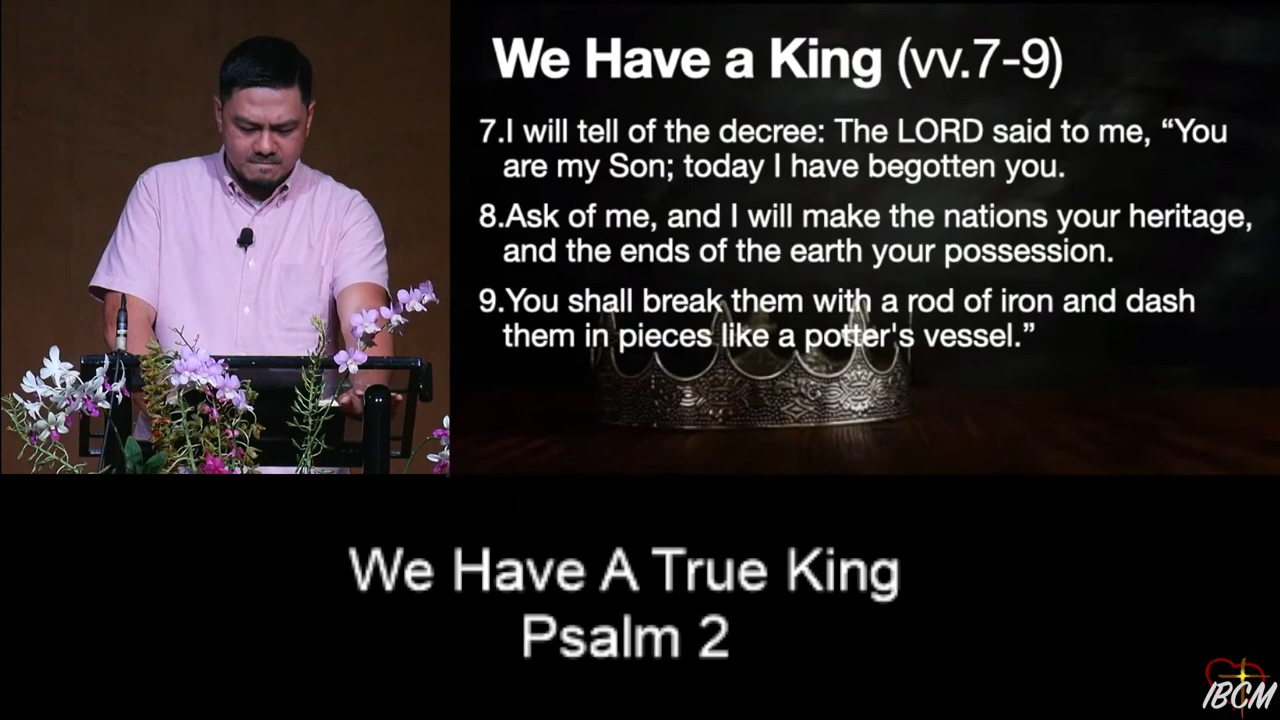 We Have a King (vv.7-9)
7.I will tell of the decree: The LORD said to me, “You
are my Son; today I have begotten you.
8.Ask of me, and I will make the nations your heritage,
and the ends of the earth your possession.
9.You shall break them with a rod of iron and dash
them in pieces like a potter's vessel.”
We Have A True King
Psalm 2
IBCM